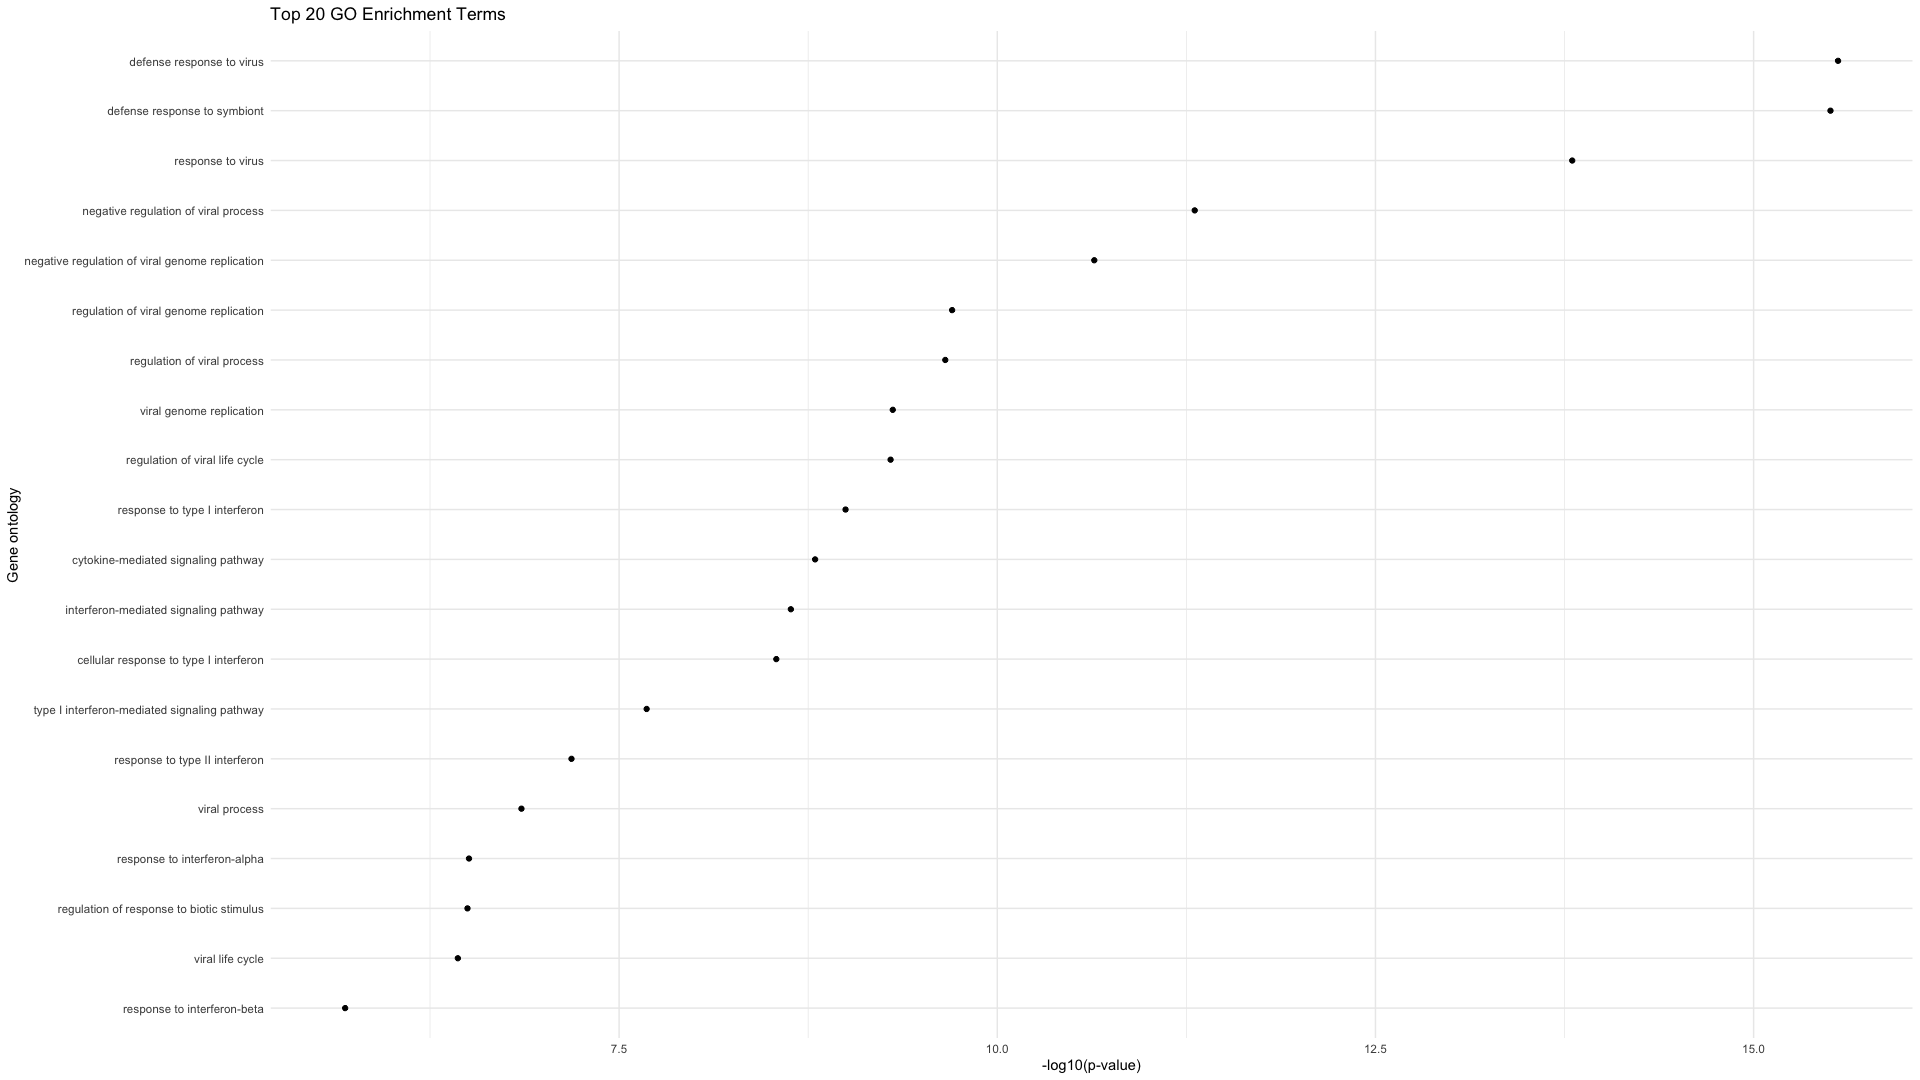 Top 20 GO Enrichment Terms
defense response to virus
defense response to symbiont
response to virus
negative regulation of viral process
negative regulation of viral genome replication
regulation of viral genome replication
regulation of viral process
viral genome replication
regulation of viral life cycle
response to type I interferon
cytokine-mediated signaling pathway
interferon-mediated signaling pathway
cellular response to type I interferon
type I interferon-mediated signaling pathway
response to type II interferon
viral process
response to interferon-alpha
regulation of response to biotic stimulus
viral life cycle
response to interferon-beta
Gene ontology
7.5 10.0 12.5 15.0
-log10(p-value)